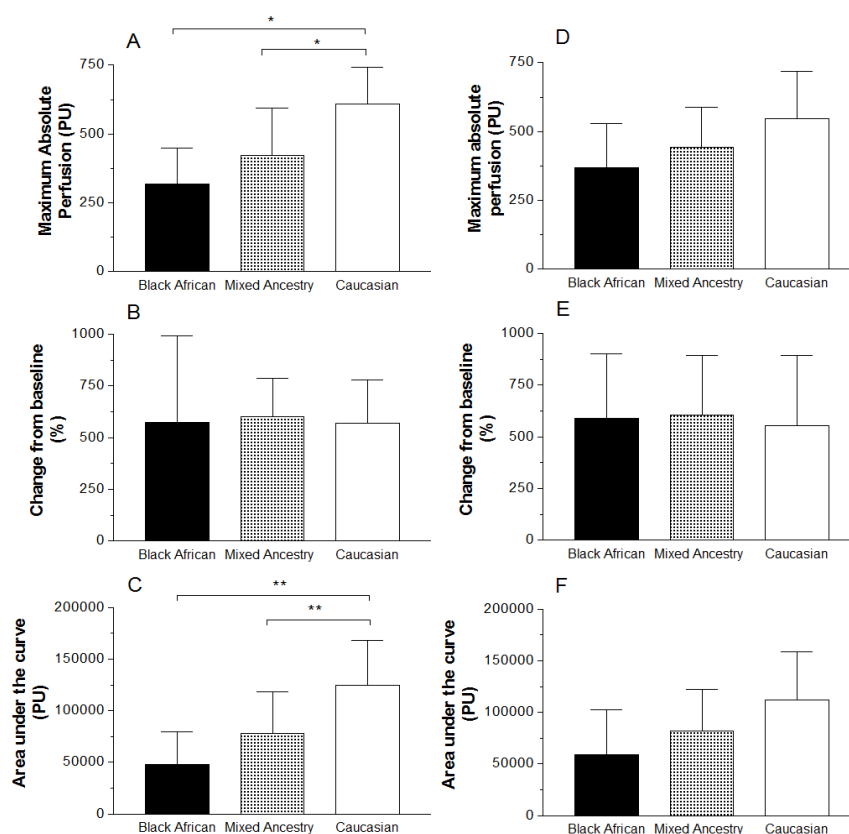 A
*
*
Maximum Absolute
Perfusion (PU)
750
500
250
0
Black African Mixed Ancestry Caucasian
D
Maximum absolute
perfusion (PU)
750
500
250
0
Black African Mixed Ancestry Caucasian
B
Change from baseline
(%)
1000
750
500
250
0
Black African Mixed Ancestry Caucasian
E
Change from baseline
(%)
1000
750
500
250
0
Black African Mixed Ancestry Caucasian
C
**
**
Area under the curve
(PU)
200000
150000
100000
50000
0
Black African Mixed Ancestry Caucasian
F
Area under the curve
(PU)
200000
150000
100000
50000
0
Black African Mixed Ancestry Caucasian